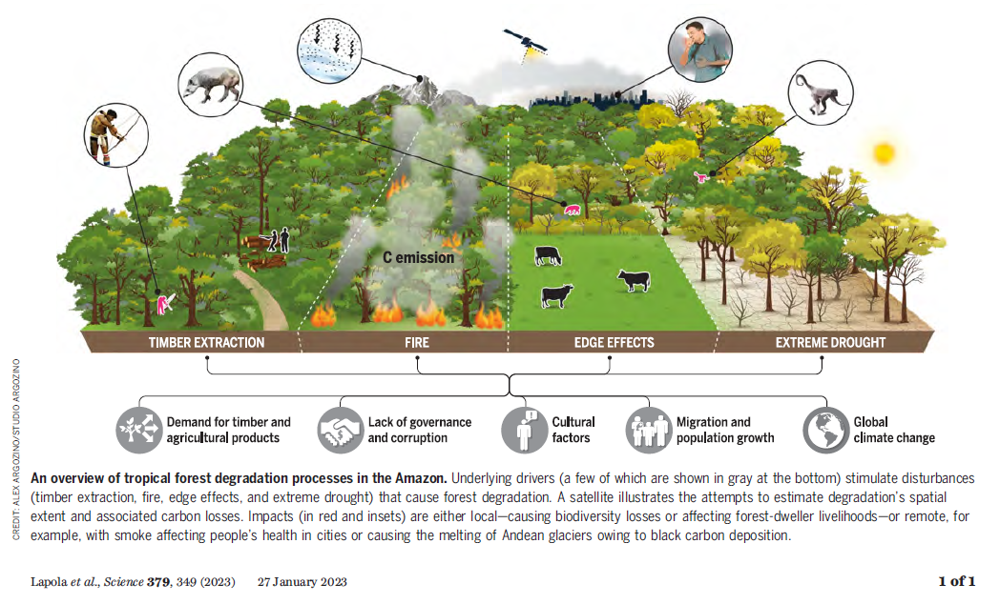 C emission
TIMBER EXTRACTION
FIRE
EDGE EFFECTS
EXTREME DROUGHT
Demand for timber and
agricultural products
Lack of governance
and corruption
Cultural
factors
Migration and
population growth
Global
climate change
CREDIT: ALEX ARGOZINO/STUDIO ARGOZINO
An overview of tropical forest degradation processes in the Amazon. Underlying drivers (a few of which are shown in gray at the bottom) stimulate disturbances
(timber extraction, fire, edge effects, and extreme drought) that cause forest degradation. A satellite illustrates the attempts to estimate degradation's spatial
extent and associated carbon losses. Impacts (in red and insets) are either local—causing biodiversity losses or affecting forest-dweller livelihoods—or remote, for
example, with smoke affecting people's health in cities or causing the melting of Andean glaciers owing to black carbon deposition.
Lapola et al., Science 379, 349 (2023) 27 January 2023
1 of 1